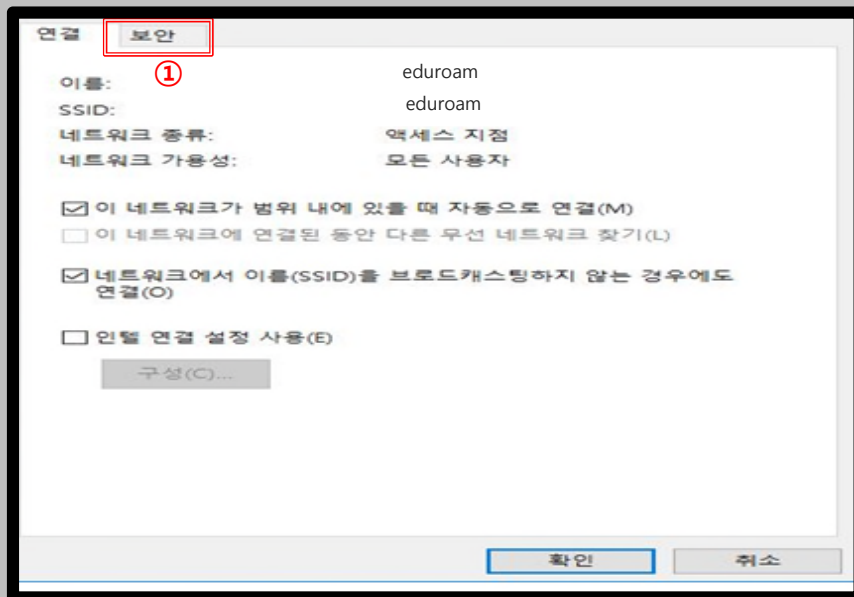 연결 보안
①
이름: eduroam
SSID: eduroam
네트워크 종류: 액세스 지점
네트워크 가용성: 모든 사용자
이 네트워크가 범위 내에 있을 때 자동으로 연결(M)
이 네트워크에 연결된 동안 다른 무선 네트워크 찾기(L)
네트워크에서 이름(SSID)을 브로드캐스팅하지 않는 경우에도
연결(O)
인텔 연결 설정 사용(E)
구성(C)...
확인 취소